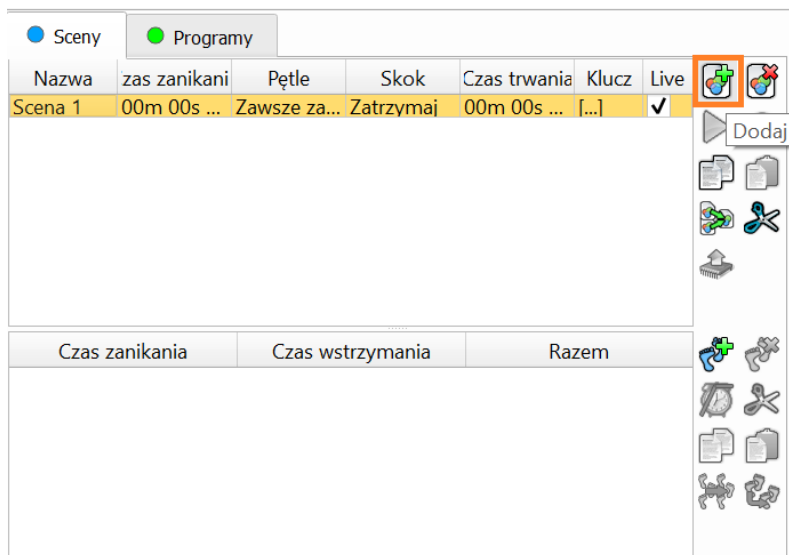 Sceny Programy
Nazwa zas zanikani Pętle Skok Czas trwania Klucz Live
Scena 1 00m 00s ... Zawsze za... Zatrzymaj 00m 00s ... [...]
Dodaj
Czas zanikania Czas wstrzymania Razem